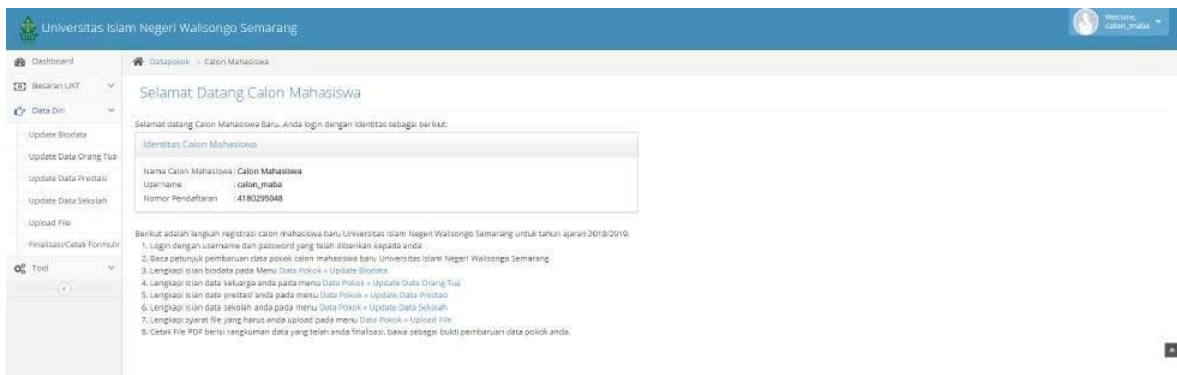 Universitas Islam Negeri Walisongo Semarang
Welcome,
calon_maba
Dashboard
Besaran UKT
Data Diri
Update Biodata
Update Data Orang Tua
Update Data Prestasi
Update Data Sekolah
Upload File
Finalisasi/Cetak Formulir
Tool
Datapokok > Calon Mahasiswa
Selamat Datang Calon Mahasiswa
Selamat datang Calon Mahasiswa Baru. Anda login dengan identitas sebagai berikut:
Identitas Calon Mahasiswa
Nama Calon Mahasiswa : Calon Mahasiswa
Username : calon_maba
Nomor Pendaftaran : 4180295048
Berikut adalah langkah registrasi calon mahasiswa baru Universitas Islam Negeri Walisongo Semarang untuk tahun ajaran 2018/2019.
1. Login dengan username dan password yang telah diberikan kepada anda
2. Baca petunjuk pembaruan data pokok calon mahasiswa baru Universitas Islam Negeri Walisongo Semarang
3. Lengkapi isian biodata pada Menu Data Pokok » Update Biodata
4. Lengkapi isian data keluarga anda pada menu Data Pokok » Update Data Orang Tua
5. Lengkapi isian data prestasi anda pada menu Data Pokok » Update Data Prestasi
6. Lengkapi isian data sekolah anda pada menu Data Pokok » Update Data Sekolah
7. Lengkapi syarat file yang harus anda upload pada menu Data Pokok » Upload File
8. Cetak File PDF berisi rangkuman data yang telah anda finalisasi, bawa sebagai bukti pembaruan data pokok anda.